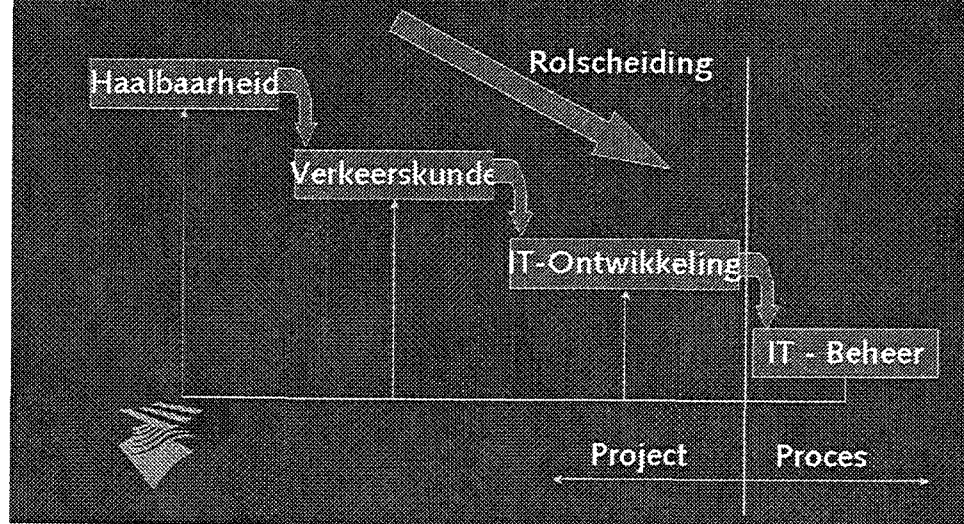 Rolscheiding
Haalbaarheid
Verkeerskunde
IT-Ontwikkeling
IT - Beheer
Project
Proces